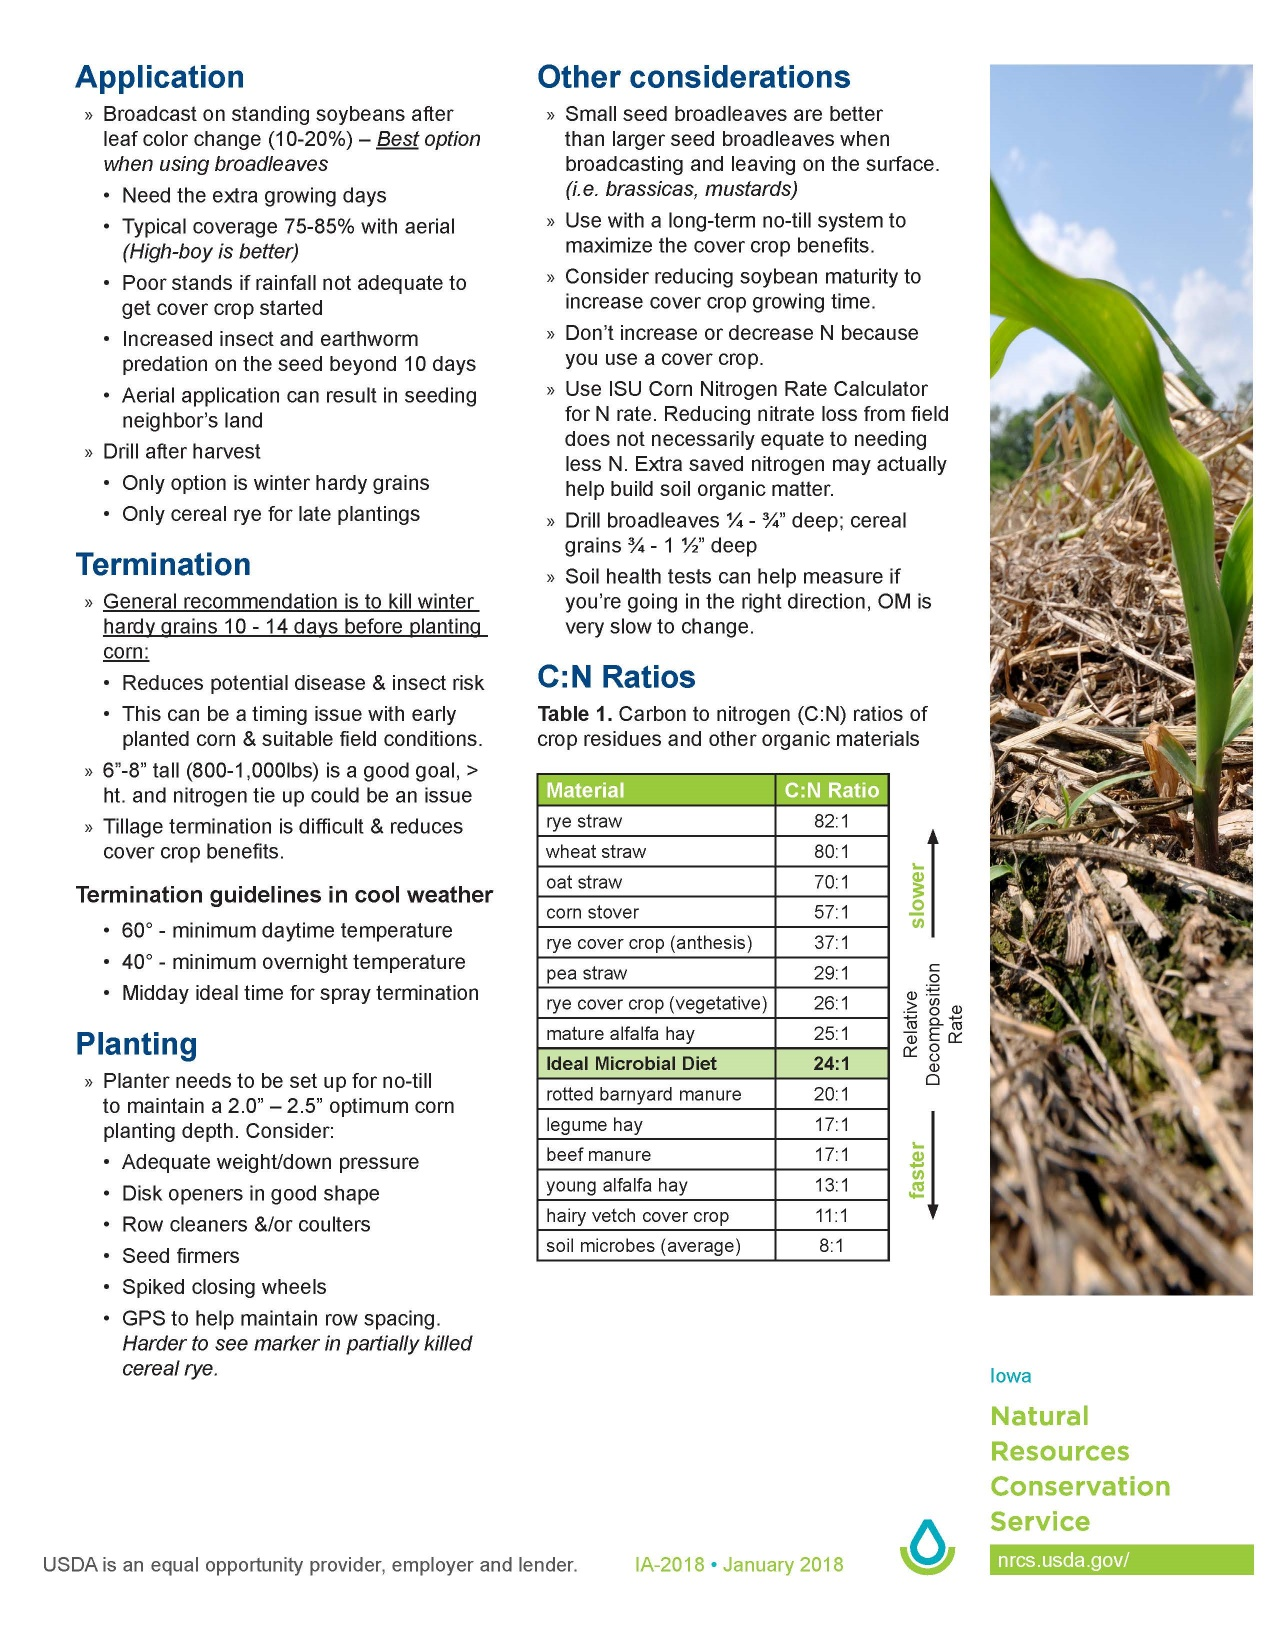 Application
» Broadcast on standing soybeans after
leaf color change (10-20%) – Best option
when using broadleaves
• Need the extra growing days
• Typical coverage 75-85% with aerial
(High-boy is better)
• Poor stands if rainfall not adequate to
get cover crop started
• Increased insect and earthworm
predation on the seed beyond 10 days
• Aerial application can result in seeding
neighbor’s land
» Drill after harvest
• Only option is winter hardy grains
• Only cereal rye for late plantings
Termination
» General recommendation is to kill winter
hardy grains 10 - 14 days before planting
corn:
• Reduces potential disease & insect risk
• This can be a timing issue with early
planted corn & suitable field conditions.
» 6”-8” tall (800-1,000lbs) is a good goal, >
ht. and nitrogen tie up could be an issue
» Tillage termination is difficult & reduces
cover crop benefits.
Termination guidelines in cool weather
• 60° - minimum daytime temperature
• 40° - minimum overnight temperature
• Midday ideal time for spray termination
Planting
» Planter needs to be set up for no-till
to maintain a 2.0” – 2.5” optimum corn
planting depth. Consider:
• Adequate weight/down pressure
• Disk openers in good shape
• Row cleaners &/or coulters
• Seed firmers
• Spiked closing wheels
• GPS to help maintain row spacing.
Harder to see marker in partially killed
cereal rye.
Other considerations
» Small seed broadleaves are better
than larger seed broadleaves when
broadcasting and leaving on the surface.
(i.e. brassicas, mustards)
» Use with a long-term no-till system to
maximize the cover crop benefits.
» Consider reducing soybean maturity to
increase cover crop growing time.
» Don’t increase or decrease N because
you use a cover crop.
» Use ISU Corn Nitrogen Rate Calculator
for N rate. Reducing nitrate loss from field
does not necessarily equate to needing
less N. Extra saved nitrogen may actually
help build soil organic matter.
» Drill broadleaves ¼ - ¾” deep; cereal
grains ¾ - 1 ½” deep
» Soil health tests can help measure if
you’re going in the right direction, OM is
very slow to change.
C:N Ratios
Table 1. Carbon to nitrogen (C:N) ratios of
crop residues and other organic materials
Material C:N Ratio
rye straw 82:1
wheat straw 80:1
oat straw 70:1
corn stover 57:1
rye cover crop (anthesis) 37:1
pea straw 29:1
rye cover crop (vegetative) 26:1
mature alfalfa hay 25:1
Ideal Microbial Diet 24:1
rotted barnyard manure 20:1
legume hay 17:1
beef manure 17:1
young alfalfa hay 13:1
hairy vetch cover crop 11:1
soil microbes (average) 8:1
slower
Relative
Decomposition
Rate
faster
Iowa
Natural
Resources
Conservation
Service
nrcs.usda.gov/
USDA is an equal opportunity provider, employer and lender.
IA-2018 • January 2018